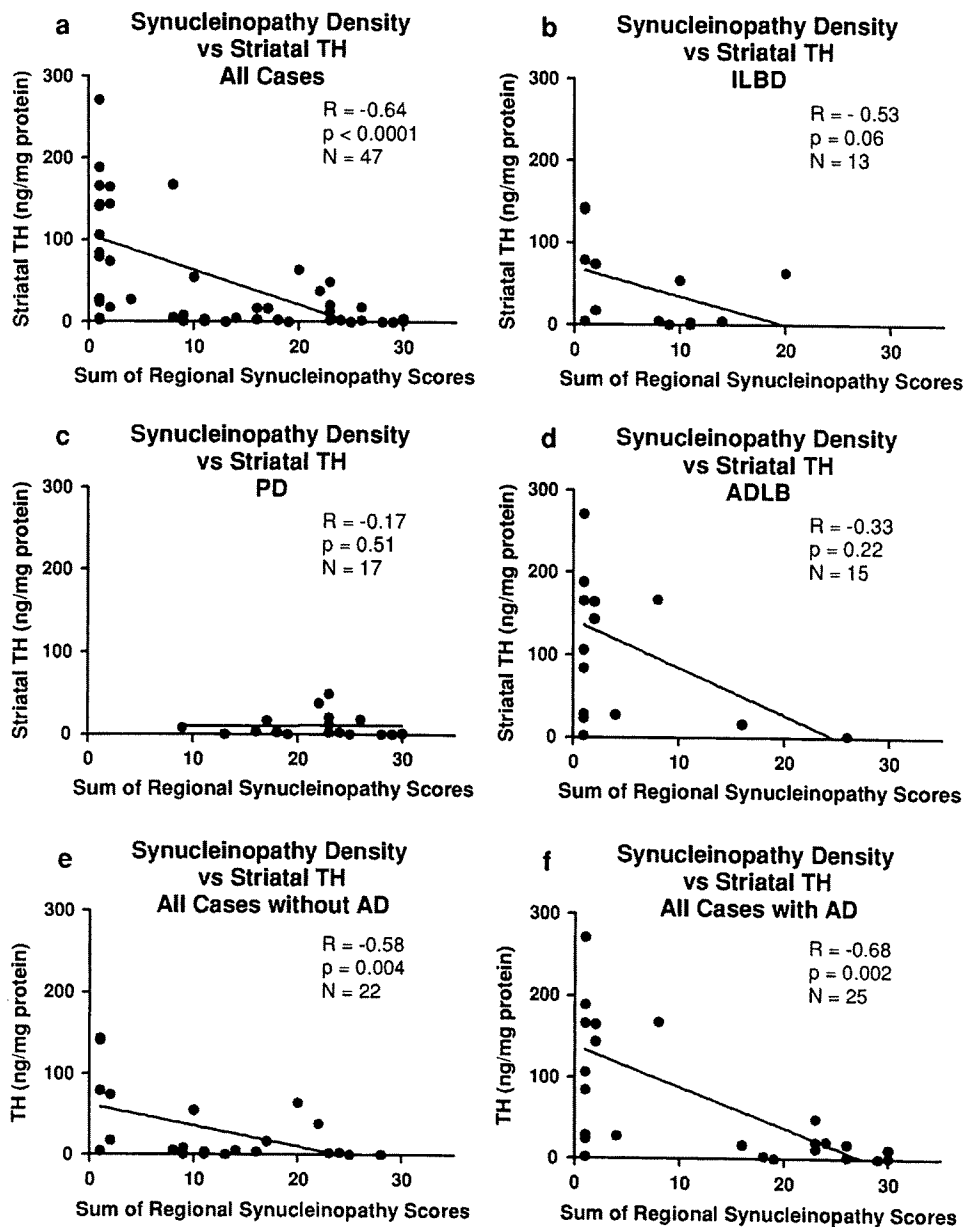 a
Synucleinopathy Density
vs Striatal TH
All Cases
R = -0.64
p < 0.0001
N = 47
Striatal TH (ng/mg protein)
300
200
100
0
0 10 20 30
Sum of Regional Synucleinopathy Scores
b
Synucleinopathy Density
vs Striatal TH
ILBD
R = - 0.53
p = 0.06
N = 13
Striatal TH (ng/mg protein)
300
200
100
0
0 10 20 30
Sum of Regional Synucleinopathy Scores
c
Synucleinopathy Density
vs Striatal TH
PD
R = -0.17
p = 0.51
N = 17
Striatal TH (ng/mg protein)
300
200
100
0
0 10 20 30
Sum of Regional Synucleinopathy Scores
d
Synucleinopathy Density
vs Striatal TH
ADLB
R = -0.33
p = 0.22
N = 15
Striatal TH (ng/mg protein)
300
200
100
0
0 10 20 30
Sum of Regional Synucleinopathy Scores
e
Synucleinopathy Density
vs Striatal TH
All Cases without AD
R = -0.58
p = 0.004
N = 22
TH (ng/mg protein)
300
200
100
0
0 10 20 30
Sum of Regional Synucleinopathy Scores
f
Synucleinopathy Density
vs Striatal TH
All Cases with AD
R = -0.68
p = 0.002
N = 25
TH (ng/mg protein)
300
200
100
0
0 10 20 30
Sum of Regional Synucleinopathy Scores